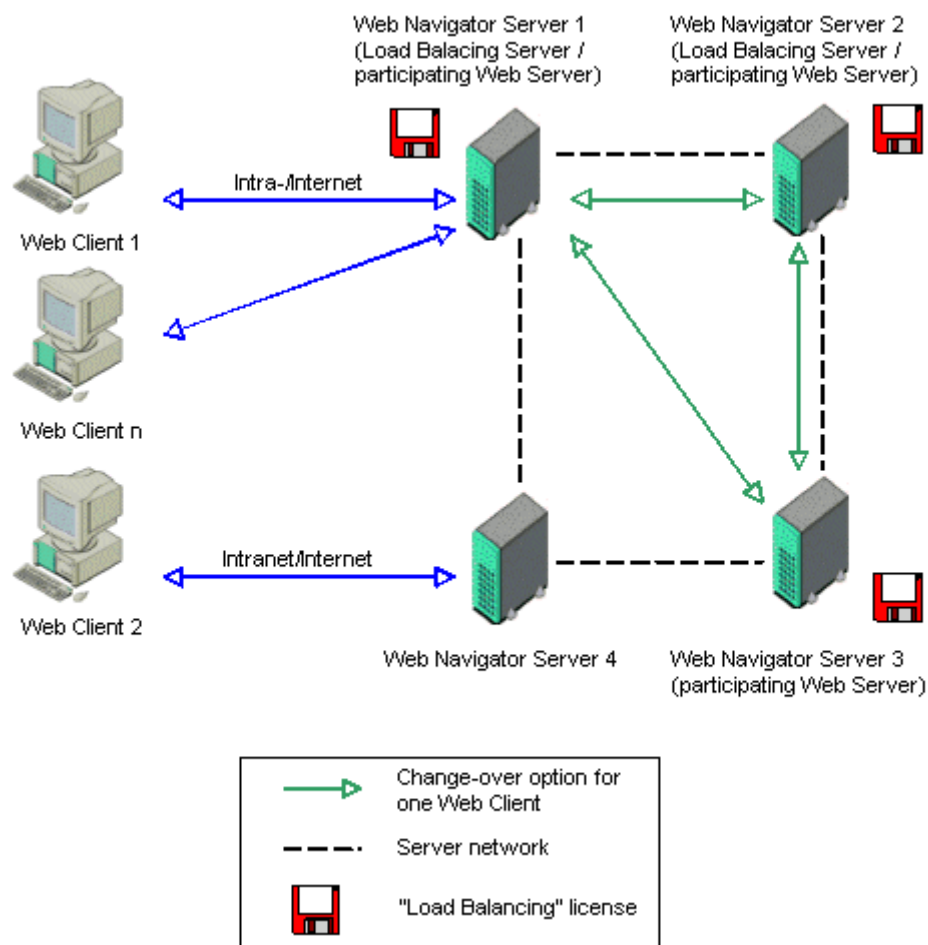 Web Navigator Server 1
(Load Balacing Server /
participating Web Server)
Web Navigator Server 2
(Load Balacing Server /
participating Web Server)
Intra-/Internet
Web Client 1
Web Client n
Intranet/Internet
Web Client 2
Web Navigator Server 4
Web Navigator Server 3
(participating Web Server)
Change-over option for
one Web Client
Server network
"Load Balancing" license